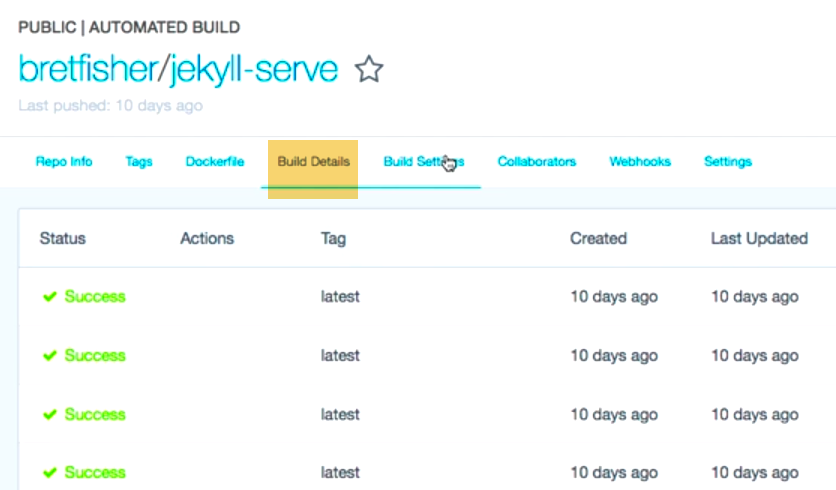 PUBLIC | AUTOMATED BUILD
bretfisher/jekyll-serve
Last pushed: 10 days ago
Repo Info Tags Dockerfile Build Details Build Settings Collaborators Webhooks Settings
Status Actions Tag Created Last Updated
Success latest 10 days ago 10 days ago
Success latest 10 days ago 10 days ago
Success latest 10 days ago 10 days ago
Success latest 10 days ago 10 days ago